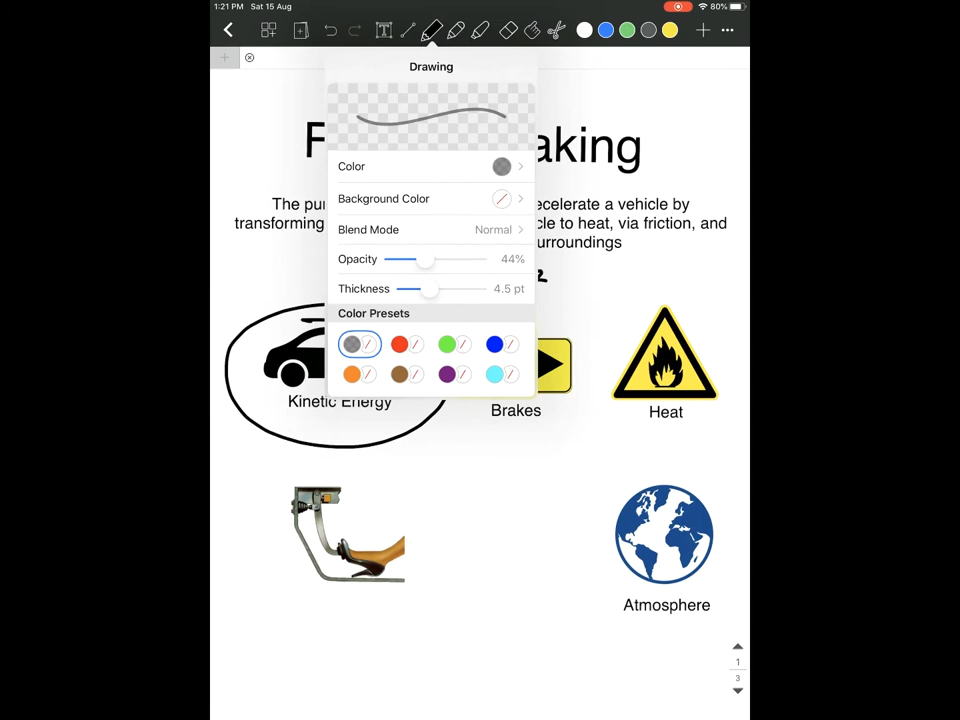 1:21 PM Sat 15 Aug
80%
T
Drawing
F aking
Color
Background Color
Blend Mode Normal
Opacity 44%
Thickness 4.5 pt
Color Presets
The pu ecelerate a vehicle by
transforming cle to heat, via friction, and
urroundings
Kinetic Energy
Brakes
Heat
Atmosphere
1
3